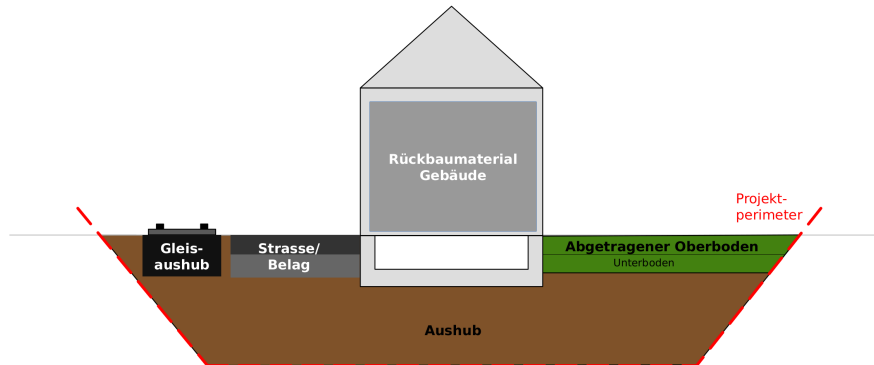 Rückbaumaterial
Gebäude
Projekt-
perimeter
Gleis-
aushub
Strasse/
Belag
Abgetragener Oberboden
Unterboden
Aushub